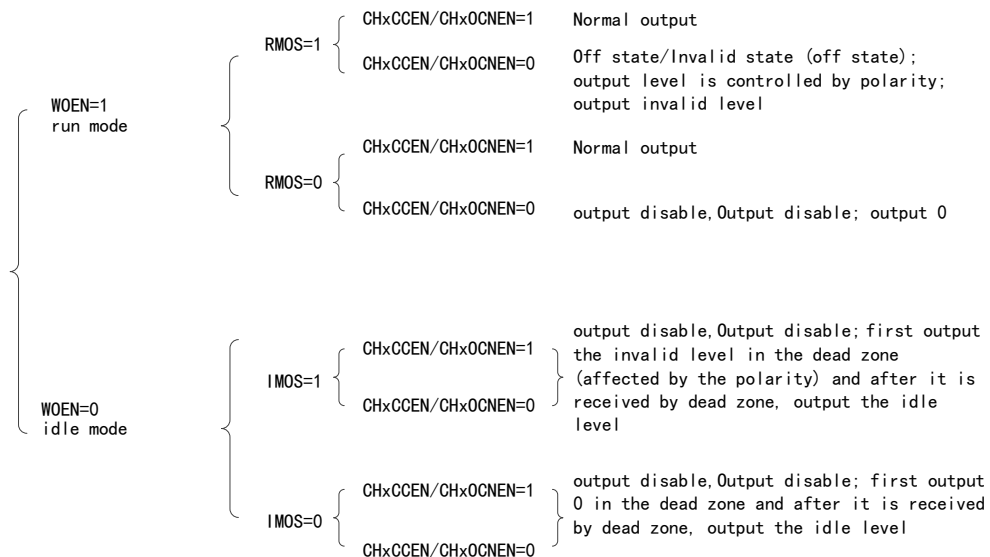 CHxCCEN/CHxOCNEN=1 Normal output
RMOS=1
CHxCCEN/CHxOCNEN=0 Off state/Invalid state (off state);
output level is controlled by polarity;
output invalid level
WOEN=1
run mode
CHxCCEN/CHxOCNEN=1 Normal output
RMOS=0
CHxCCEN/CHxOCNEN=0 output disable,Output disable; output 0
output disable,Output disable; first output
CHxCCEN/CHxOCNEN=1 the invalid level in the dead zone
IMOS=1 (affected by the polarity) and after it is
CHxCCEN/CHxOCNEN=0 received by dead zone, output the idle
level
WOEN=0
idle mode
output disable,Output disable; first output
CHxCCEN/CHxOCNEN=1 0 in the dead zone and after it is received
IMOS=0 by dead zone, output the idle level
CHxCCEN/CHxOCNEN=0